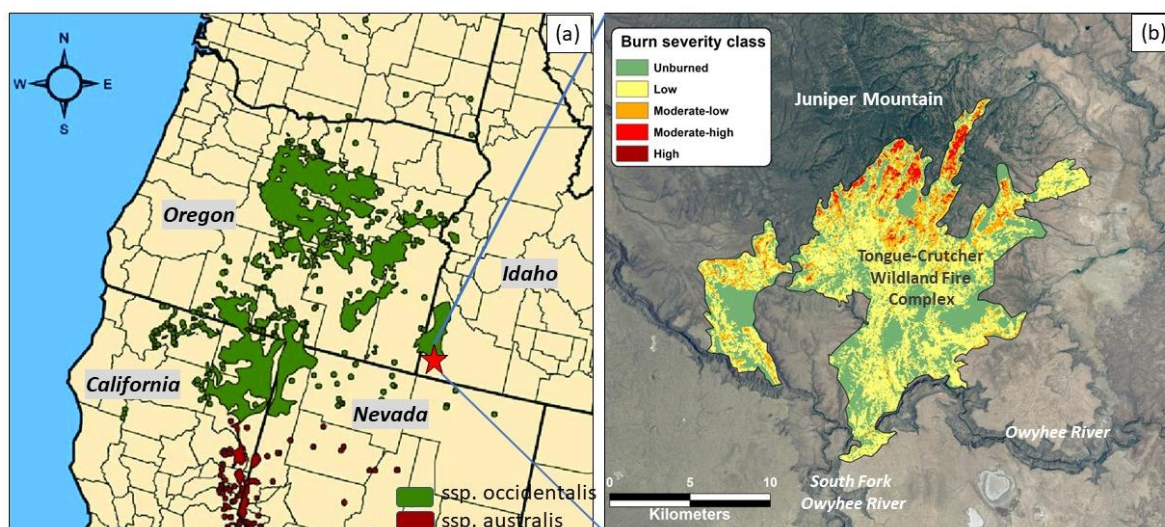 (a)
N
W
E
S
Oregon
Idaho
California
Nevada
ssp. occidentalis
ssp. australis
(b)
Burn severity class
Unburned
Low
Moderate-low
Moderate-high
High
Juniper Mountain
Tongue-Crutcher
Wildland Fire
Complex
Owyhee River
South Fork
Owyhee River
0 5 10
Kilometers